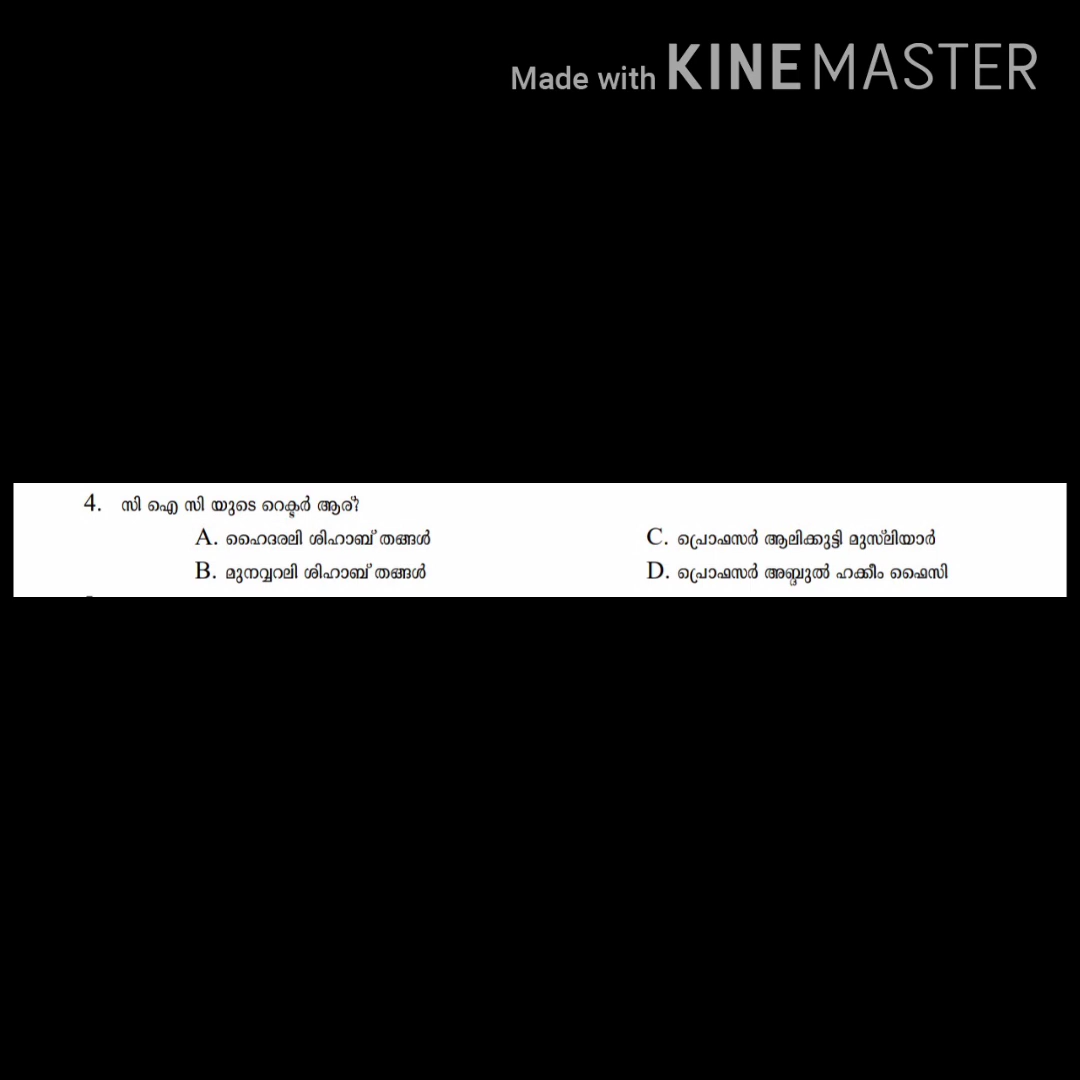 Made with KINEMASTER
4. സി ഐ സി യുടെ റെക്ടർ ആര്?
A. ഹൈദരലി ശിഹാബ് തങ്ങൾ
B. മുനവ്വറലി ശിഹാബ് തങ്ങൾ
C. പ്രൊഫസർ ആലിക്കുട്ടി മുസ്ലിയാർ
D. പ്രൊഫസർ അബ്ദുൽ ഹക്കീം ഫൈസി